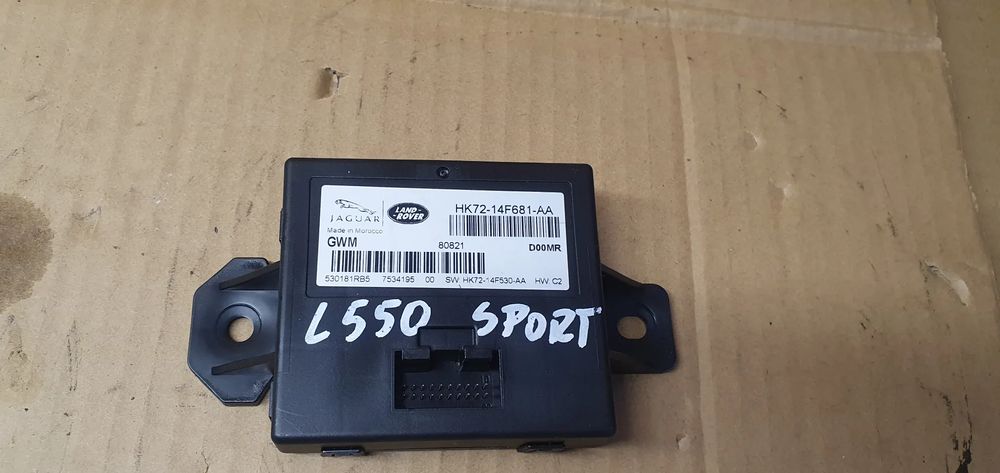 JAGUAR
LAND-
-ROVER
HK72-14F681-AA
Made in Morocco
GWM 80821 D00MR
530181RB5 7534195 00 SW HK72-14F530-AA HW C2
L550 SPORT